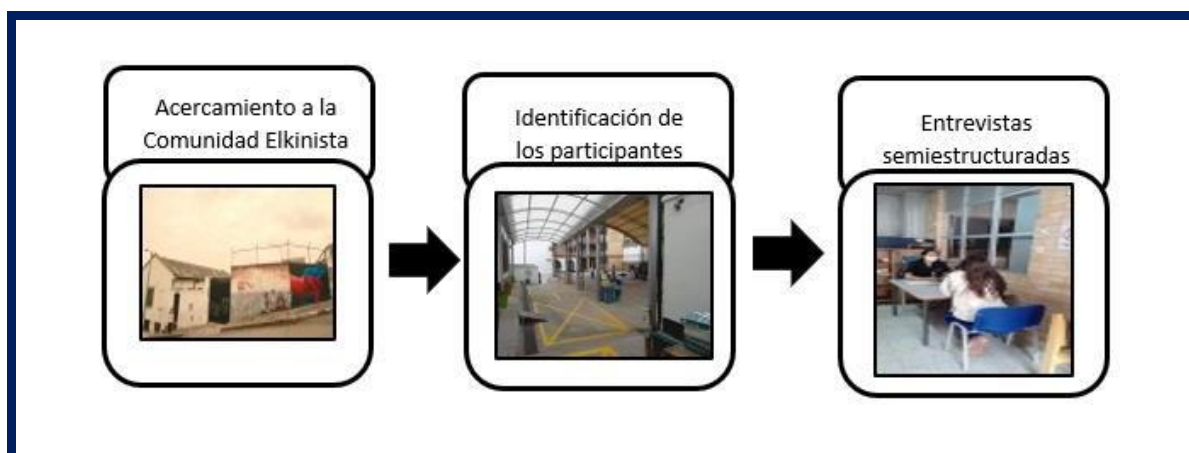 Acercamiento a la
Comunidad Elkinista
Identificación de
los participantes
Entrevistas
semiestructuradas